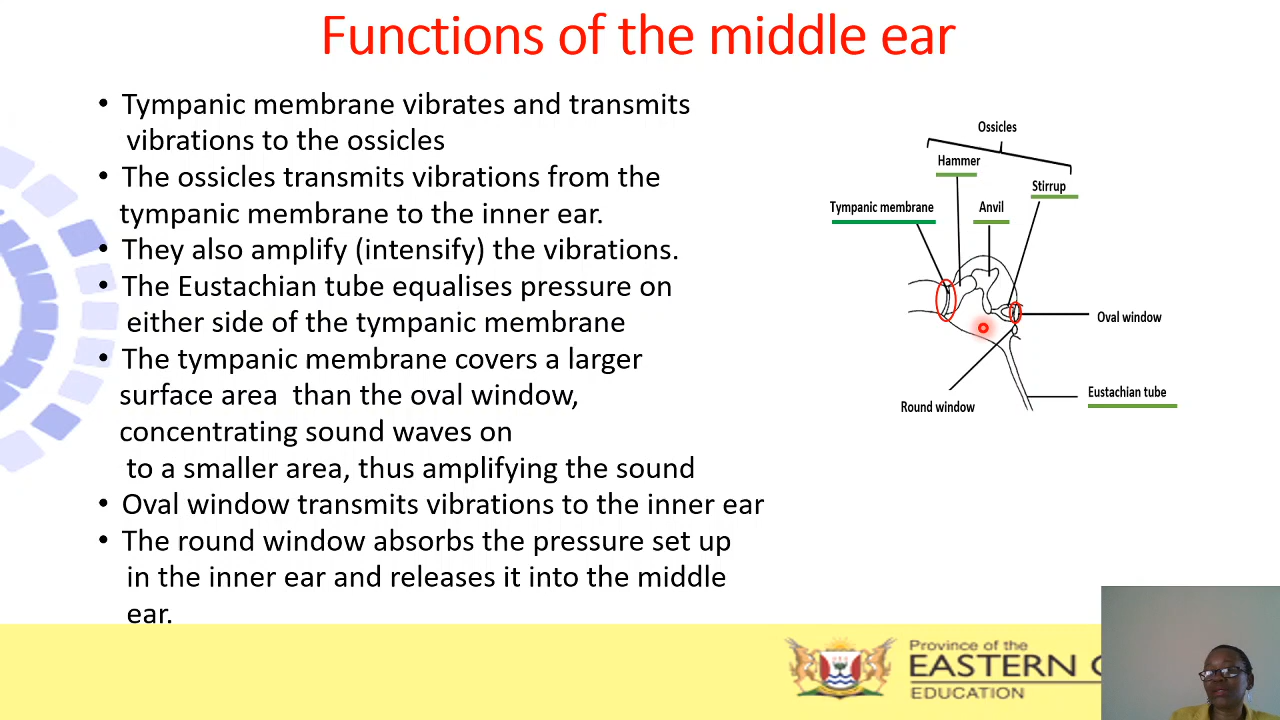 Functions of the middle ear
• Tympanic membrane vibrates and transmits
vibrations to the ossicles
• The ossicles transmits vibrations from the
tympanic membrane to the inner ear.
• They also amplify (intensify) the vibrations.
• The Eustachian tube equalises pressure on
either side of the tympanic membrane
• The tympanic membrane covers a larger
surface area than the oval window,
concentrating sound waves on
to a smaller area, thus amplifying the sound
• Oval window transmits vibrations to the inner ear
• The round window absorbs the pressure set up
in the inner ear and releases it into the middle
ear.
Ossicles
Hammer
Stirrup
Tympanic membrane
Anvil
Oval window
Eustachian tube
Round window
Province of the
EASTERN C
EDUCATION